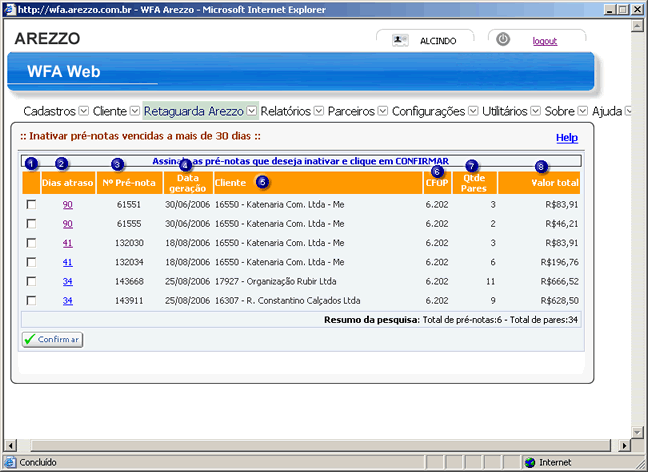 http://wfa.arezzo.com.br - WFA Arezzo - Microsoft Internet Explorer
AREZZO
ALCINDO
logout
WFA Web
Cadastros Cliente Retaguarda Arezzo Relatórios Parceiros Configurações Utilitários Sobre Ajuda
:: Inativar pré-notas vencidas a mais de 30 dias ::
Help
Assinale as pré-notas que deseja inativar e clique em CONFIRMAR
1 2 3 4 5 6 7 8
Dias atraso Nº Pré-nota Data geração Cliente CFOP Qtde Pares Valor total
90 61551 30/06/2006 16550 - Katenaria Com. Ltda - Me 6.202 3 R$83,91
90 61555 30/06/2006 16550 - Katenaria Com. Ltda - Me 6.202 2 R$46,21
41 132030 18/08/2006 16550 - Katenaria Com. Ltda - Me 6.202 3 R$83,91
41 132034 18/08/2006 16550 - Katenaria Com. Ltda - Me 6.202 6 R$196,76
34 143668 25/08/2006 17927 - Organização Rubir Ltda 6.202 11 R$666,52
34 143911 25/08/2006 16307 - R. Constantino Calçados Ltda 6.202 9 R$628,50
Resumo da pesquisa: Total de pré-notas:6 - Total de pares:34
Confirmar
Concluído
Internet